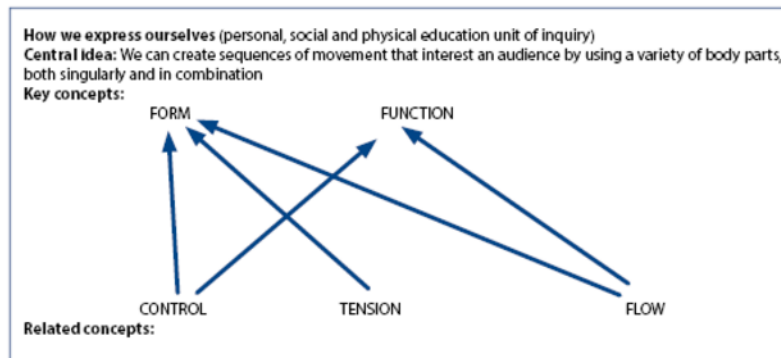 How we express ourselves (personal, social and physical education unit of inquiry)
Central idea: We can create sequences of movement that interest an audience by using a variety of body parts,
both singularly and in combination
Key concepts:
FORM FUNCTION
CONTROL TENSION FLOW
Related concepts: